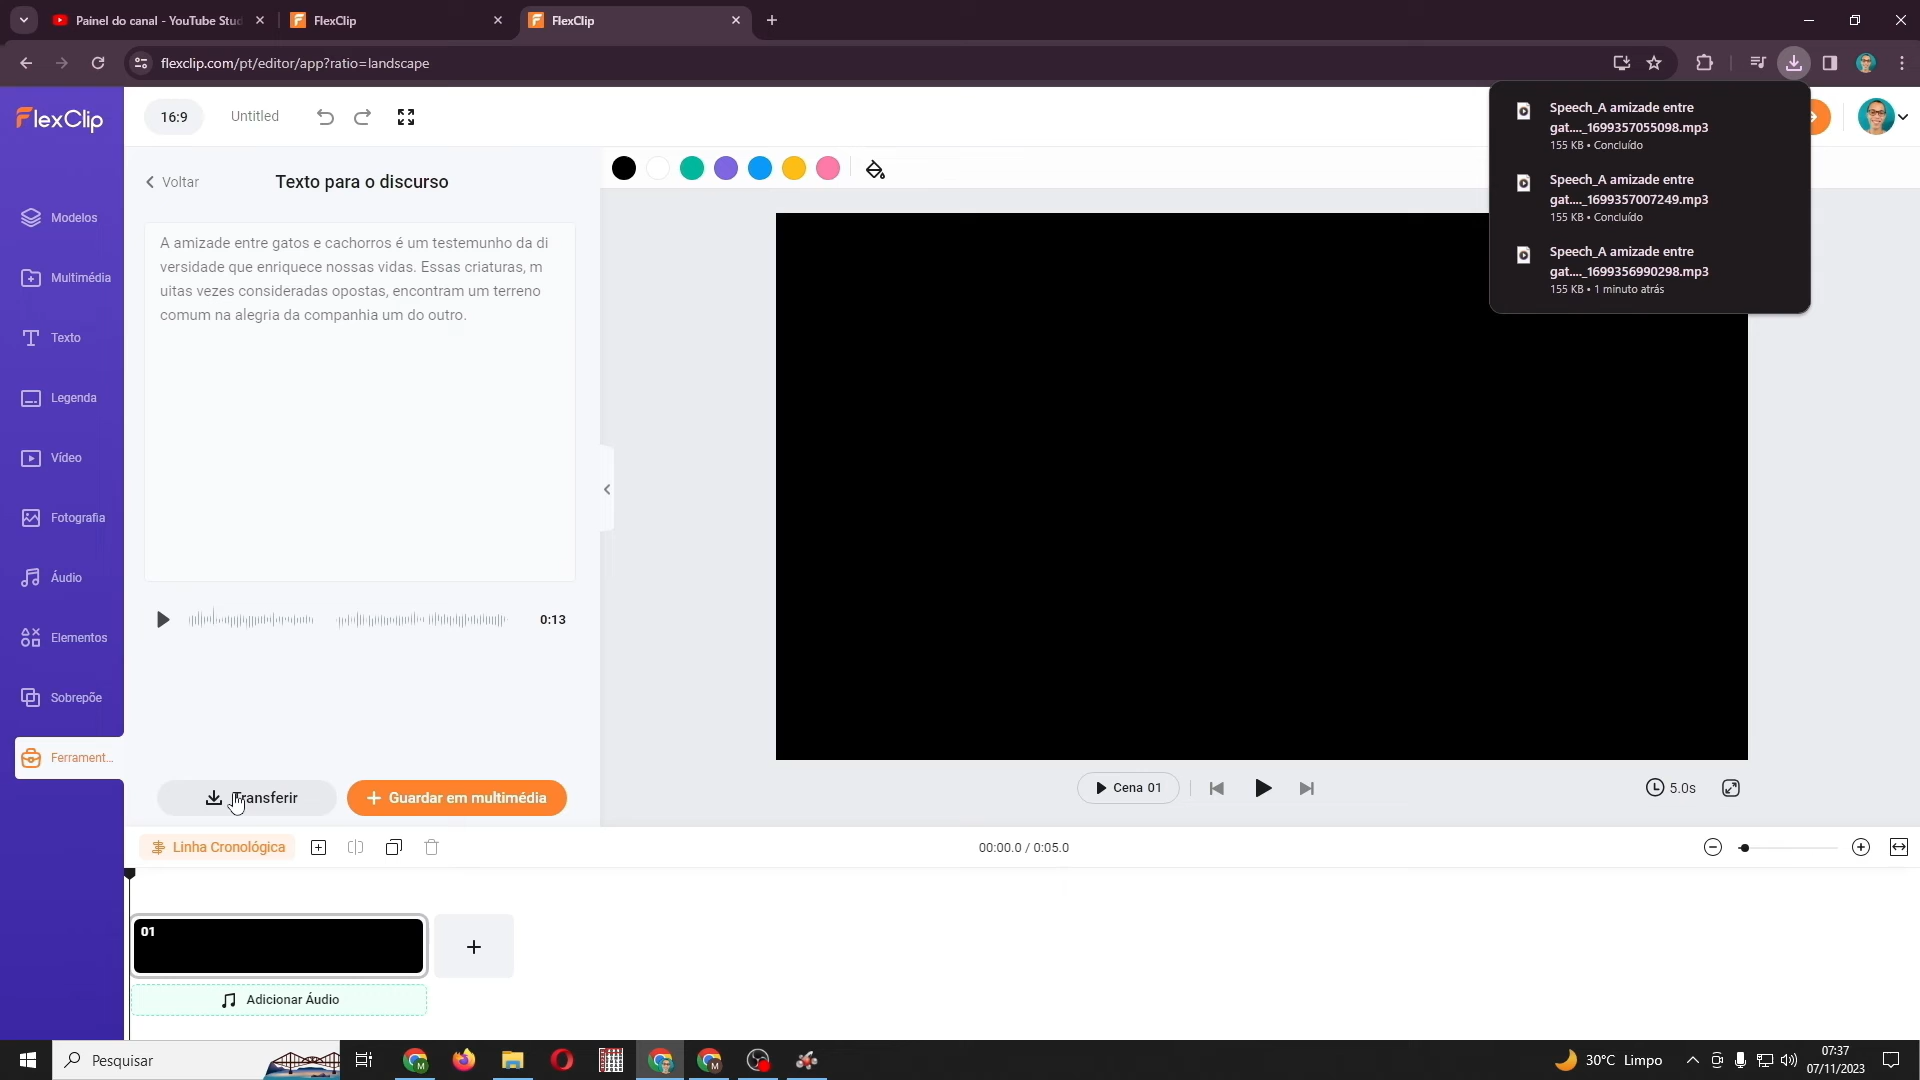 Painel do canal - YouTube Stud
FlexClip
FlexClip
flexclip.com/pt/editor/app?ratio=landscape
FlexClip
16:9
Untitled
Speech_A amizade entre
gat...._1699357055098.mp3
155 KB • Concluído
Speech_A amizade entre
gat...._1699357007249.mp3
155 KB • Concluído
Speech_A amizade entre
gat...._1699356990298.mp3
155 KB • 1 minuto atrás
Voltar
Texto para o discurso
A amizade entre gatos e cachorros é um testemunho da di
versidade que enriquece nossas vidas. Essas criaturas, m
uitas vezes consideradas opostas, encontram um terreno
comum na alegria da companhia um do outro.
Modelos
Multimédia
Texto
Legenda
Vídeo
Fotografia
Áudio
Elementos
Sobrepõe
Ferrament...
0:13
Transferir
Guardar em multimédia
Cena 01
5.0s
Linha Cronológica
00:00.0 / 0:05.0
01
Adicionar Áudio
Pesquisar
30°C Limpo
07:37
07/11/2023